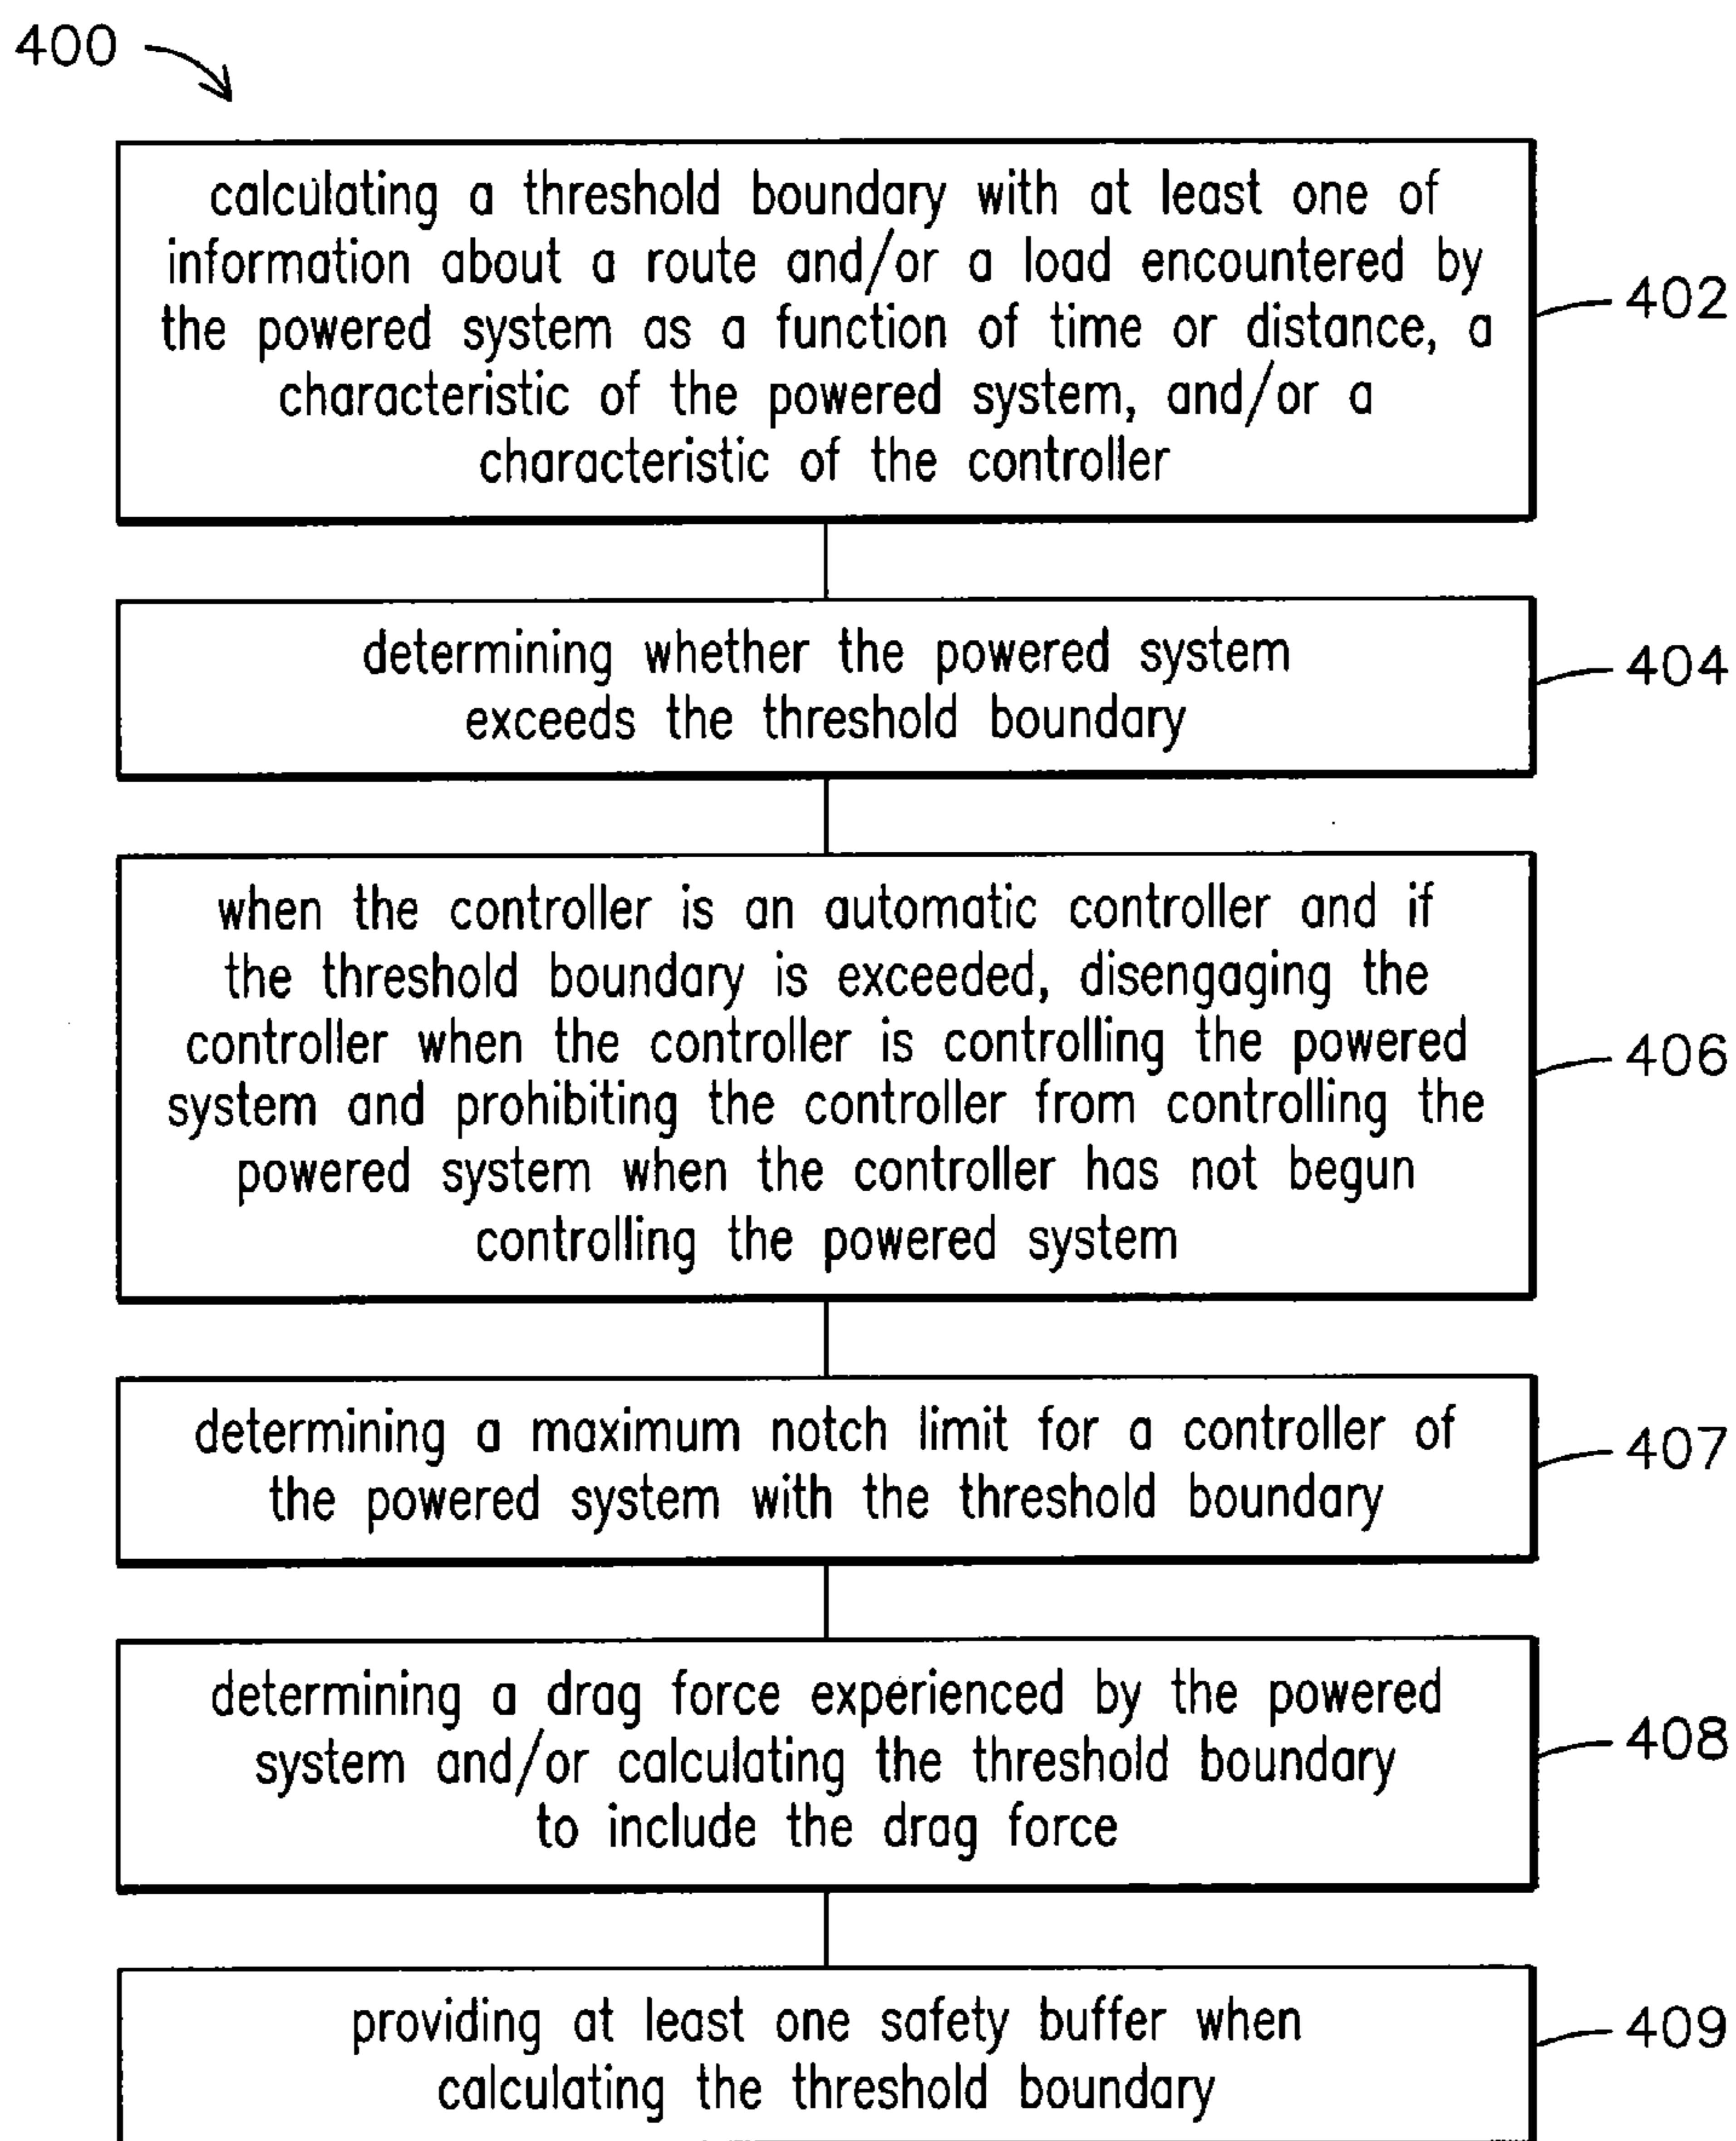 400
calculating a threshold boundary with at least one of
information about a route and/or a load encountered by
the powered system as a function of time or distance, a
characteristic of the powered system, and/or a
characteristic of the controller
402
determining whether the powered system
exceeds the threshold boundary
404
when the controller is an automatic controller and if
the threshold boundary is exceeded, disengaging the
controller when the controller is controlling the powered
system and prohibiting the controller from controlling the
powered system when the controller has not begun
controlling the powered system
406
determining a maximum notch limit for a controller of
the powered system with the threshold boundary
407
determining a drag force experienced by the powered
system and/or calculating the threshold boundary
to include the drag force
408
providing at least one safety buffer when
calculating the threshold boundary
409